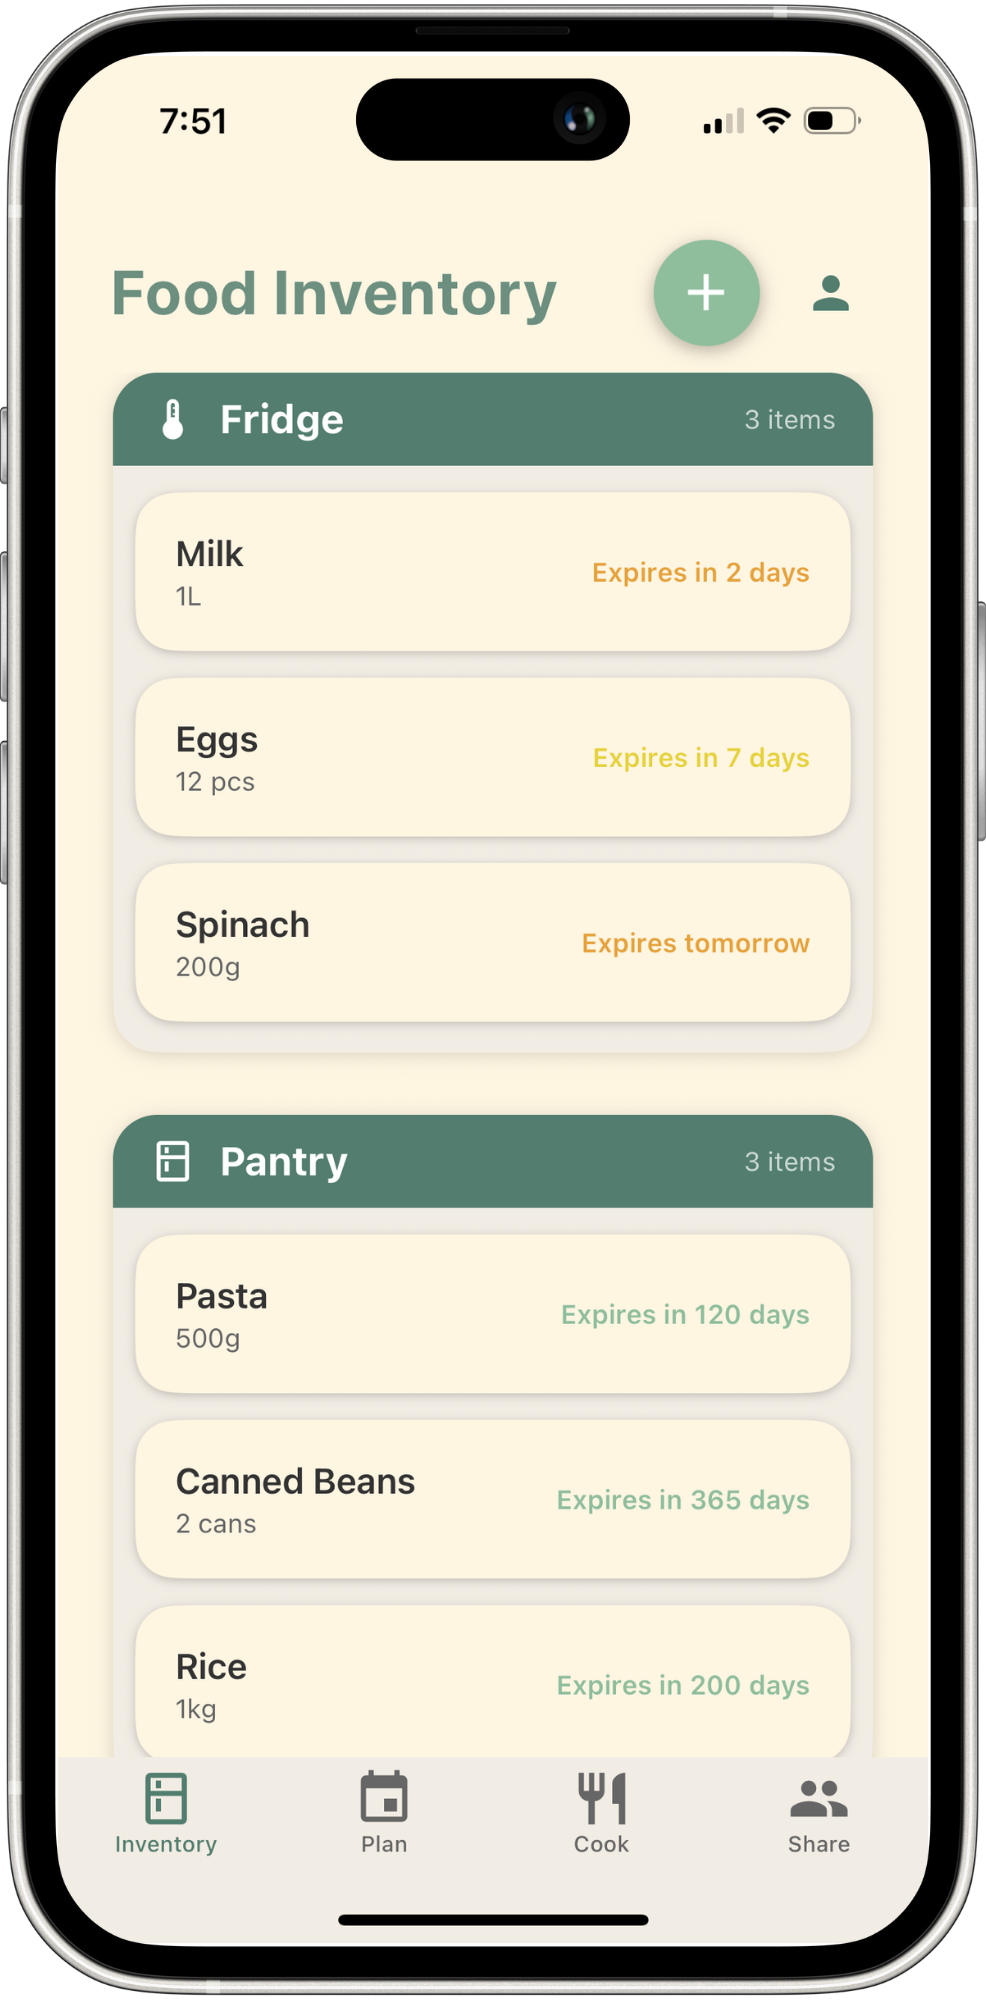 7:51
Food Inventory
Fridge 3 items
Milk
1L
Expires in 2 days
Eggs
12 pcs
Expires in 7 days
Spinach
200g
Expires tomorrow
Pantry 3 items
Pasta
500g
Expires in 120 days
Canned Beans
2 cans
Expires in 365 days
Rice
1kg
Expires in 200 days
Inventory Plan Cook Share